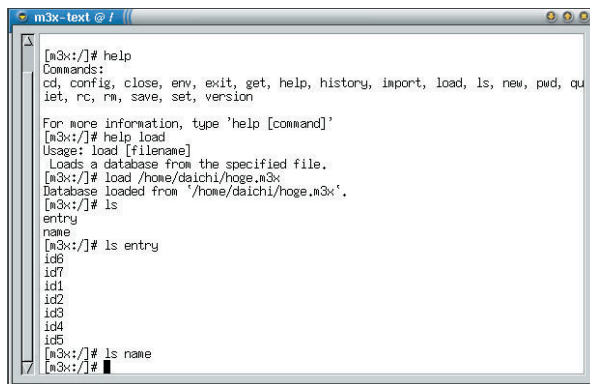 m3x-text @ /
[m3x:/]# help
Commands:
cd, config, close, env, exit, get, help, history, import, load, ls, new, pwd, qu
iet, rc, rm, save, set, version
For more information, type 'help [command]'
[m3x:/]# help load
Usage: load [filename]
Loads a database from the specified file.
[m3x:/]# load /home/daichi/hoge.m3x
Database loaded from `/home/daichi/hoge.m3x`.
[m3x:/]# ls
entry
name
[m3x:/]# ls entry
id6
id7
id1
id2
id3
id4
id5
[m3x:/]# ls name
[m3x:/]#